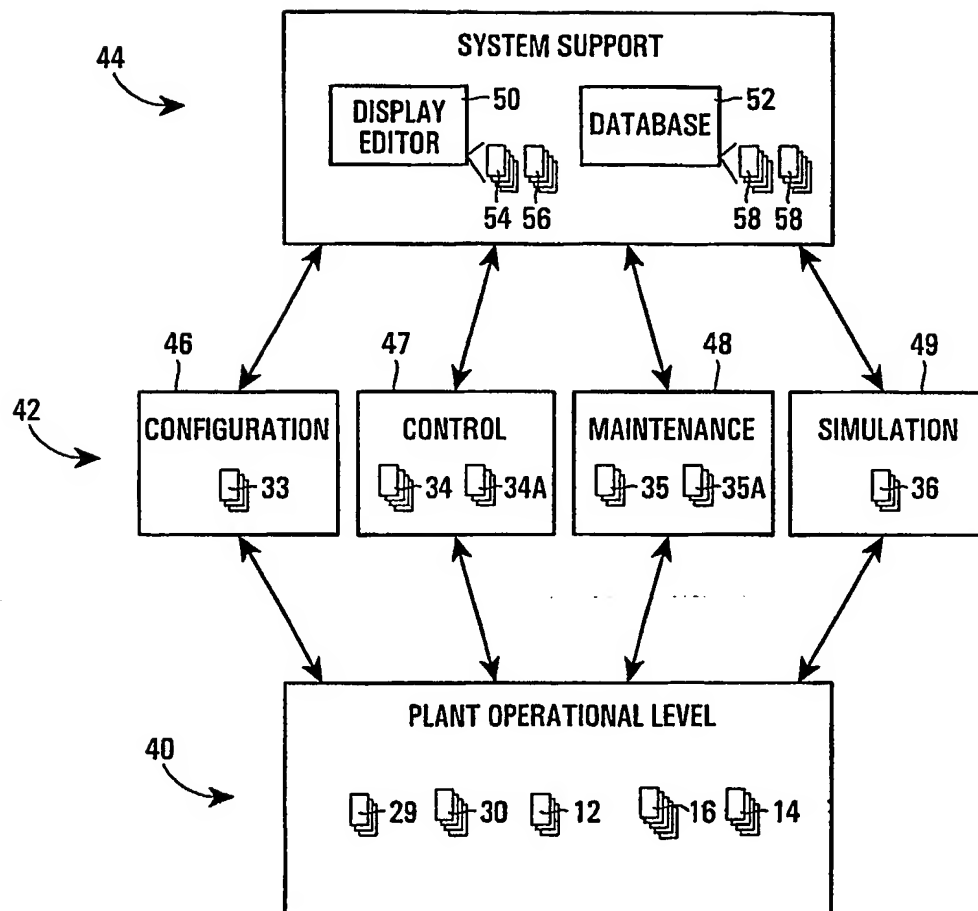 SYSTEM SUPPORT
44
DISPLAY
EDITOR
50
DATABASE
52
54 56
58 58
46 47 48 49
42
CONFIGURATION
33
CONTROL
34 34A
MAINTENANCE
35 35A
SIMULATION
36
PLANT OPERATIONAL LEVEL
40
29 30 12 16 14